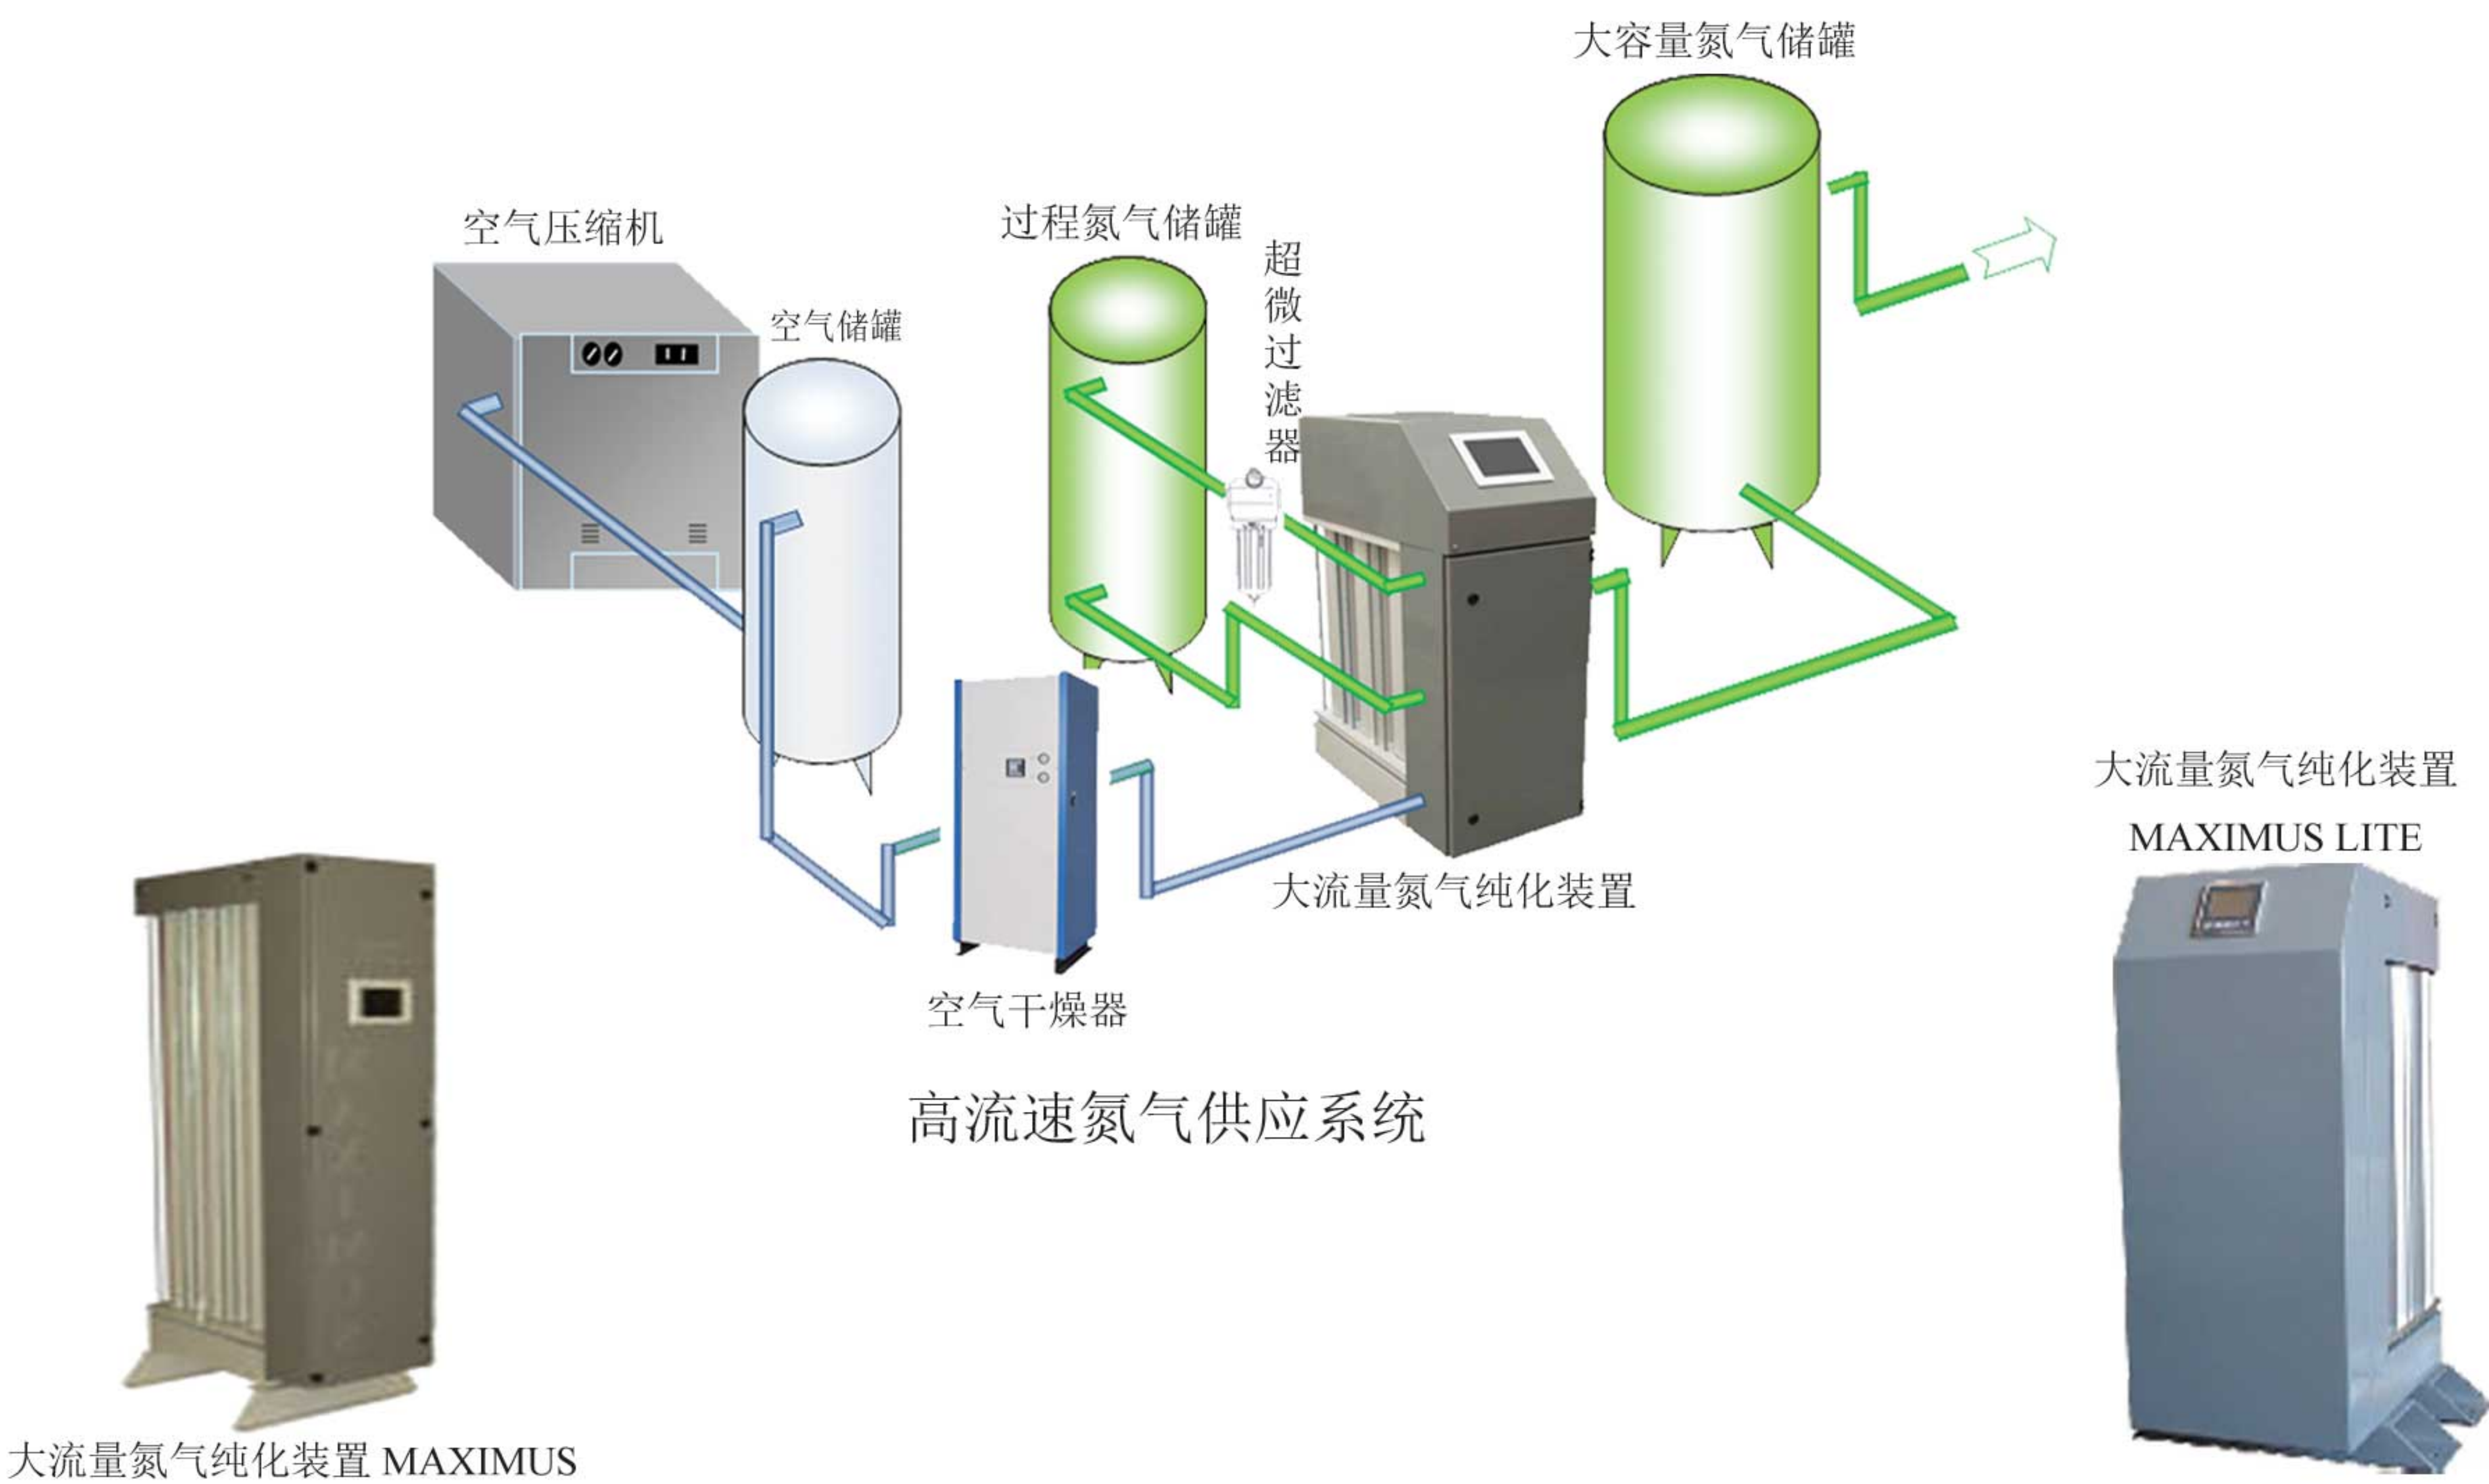 大容量氮气储罐
空气压缩机
过程氮气储罐
超微过滤器
空气储罐
大流量氮气纯化装置
MAXIMUS LITE
大流量氮气纯化装置
空气干燥器
高流速氮气供应系统
大流量氮气纯化装置 MAXIMUS